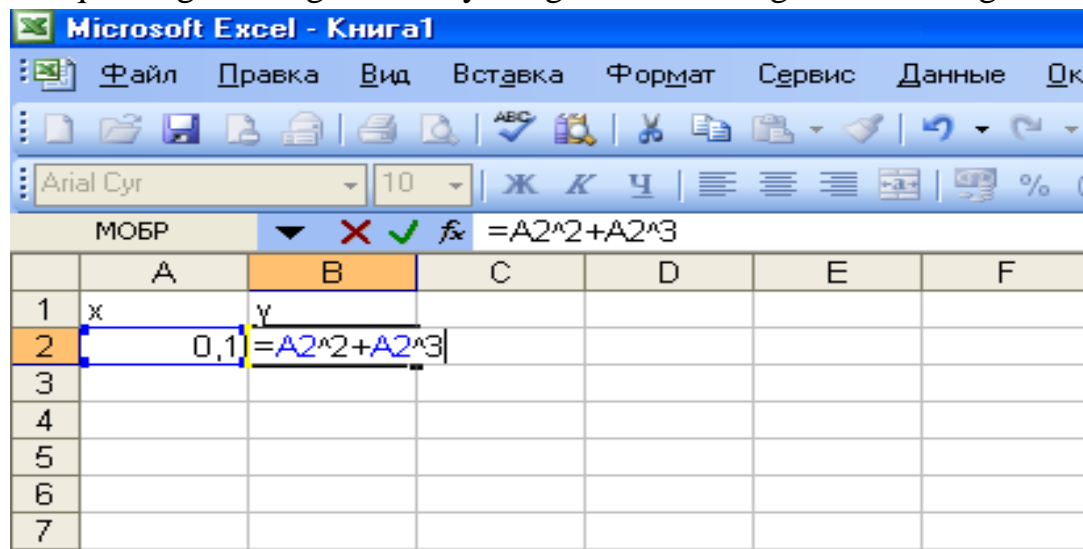 Microsoft Excel - Книга1
Файл Правка Вид Вставка Формат Сервис Данные
Arial Cyr 10 Ж К Ч %
МОБР fx =A2^2+A2^3
A B C D E F
1 x y
2 0,1 =A2^2+A2^3
3
4
5
6
7